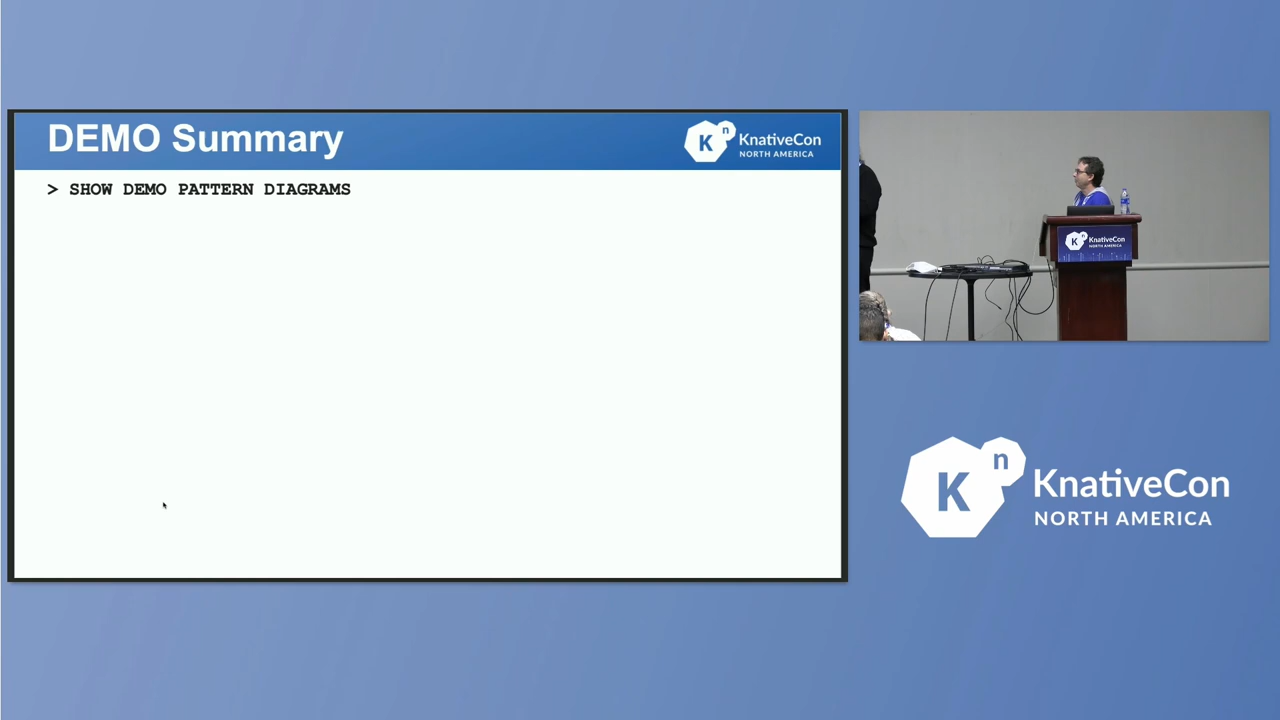 DEMO Summary
K n KnativeCon
NORTH AMERICA
> SHOW DEMO PATTERN DIAGRAMS
K n KnativeCon
NORTH AMERICA
K n KnativeCon
NORTH AMERICA